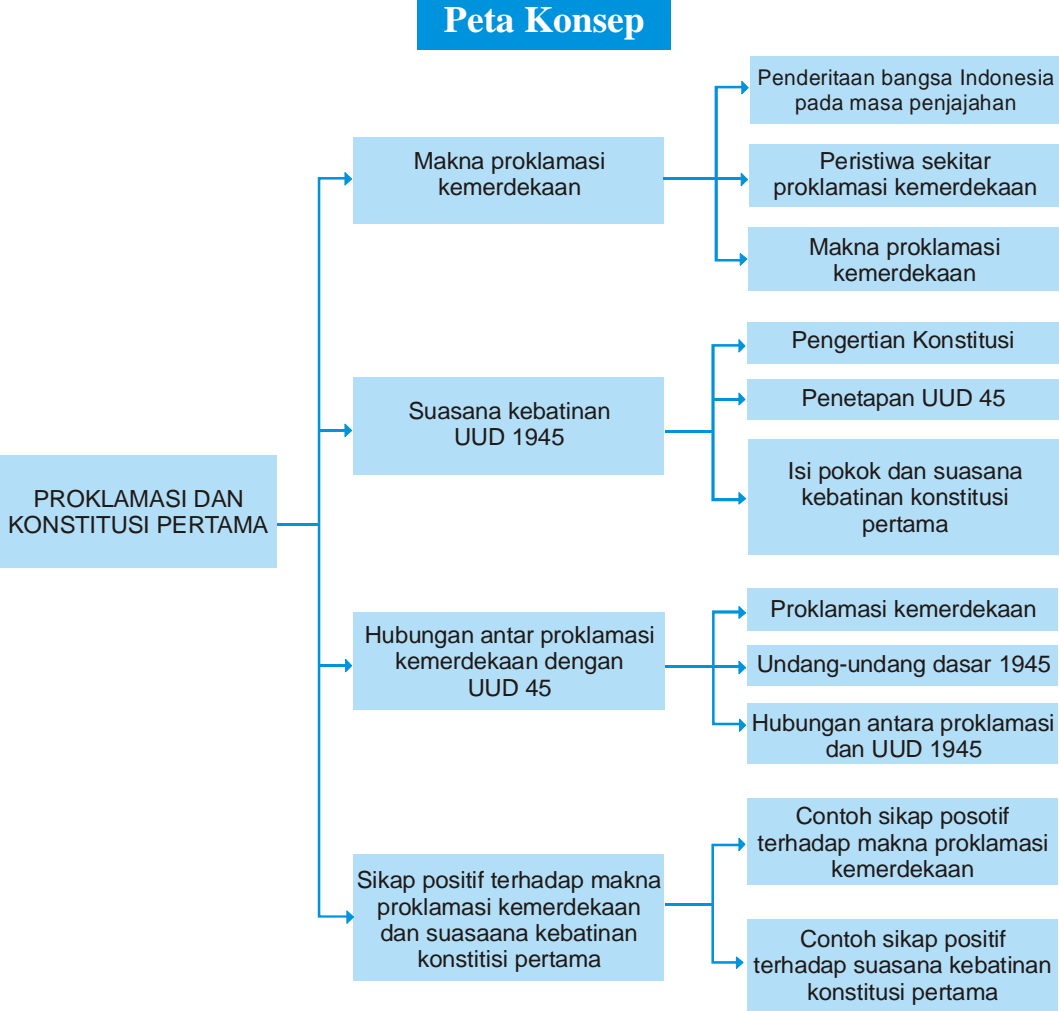 Peta Konsep
PROKLAMASI DAN
KONSTITUSI PERTAMA
Makna proklamasi
kemerdekaan
Penderitaan bangsa Indonesia
pada masa penjajahan
Peristiwa sekitar
proklamasi kemerdekaan
Makna proklamasi
kemerdekaan
Suasana kebatinan
UUD 1945
Pengertian Konstitusi
Penetapan UUD 45
Isi pokok dan suasana
kebatinan konstitusi
pertama
Hubungan antar proklamasi
kemerdekaan dengan
UUD 45
Proklamasi kemerdekaan
Undang-undang dasar 1945
Hubungan antara proklamasi
dan UUD 1945
Sikap positif terhadap makna
proklamasi kemerdekaan
dan suasaana kebatinan
konstitisi pertama
Contoh sikap posotif
terhadap makna proklamasi
kemerdekaan
Contoh sikap positif
terhadap suasana kebatinan
konstitusi pertama